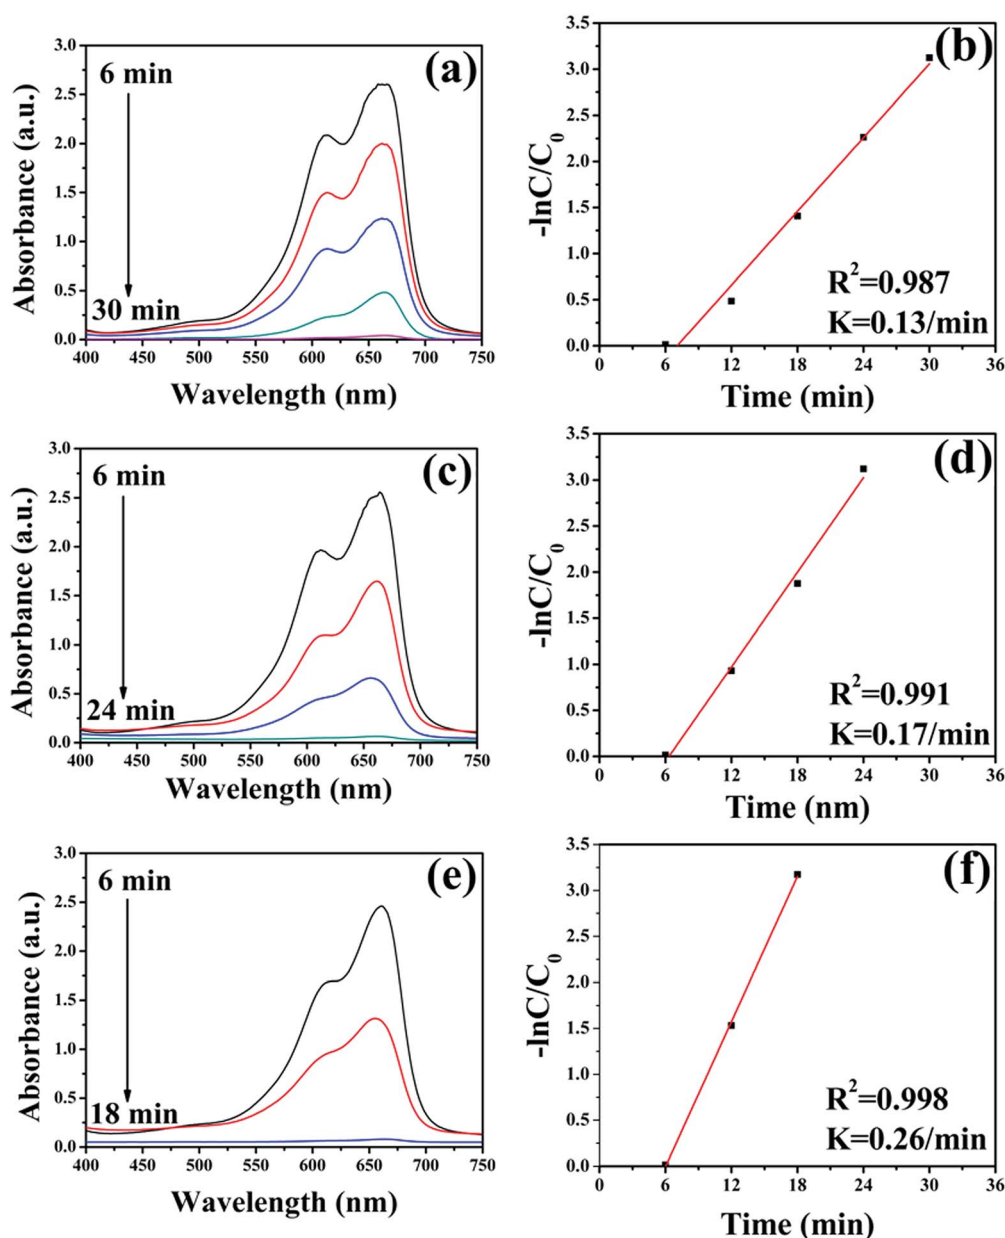 (a)
6 min
30 min
3.0
2.5
2.0
1.5
1.0
0.5
0.0
400 450 500 550 600 650 700 750
Absorbance (a.u.)
Wavelength (nm)
(b)
3.5
3.0
2.5
2.0
1.5
1.0
0.5
0.0
0 6 12 18 24 30 36
-lnC/C₀
R²=0.987
K=0.13/min
Time (min)
(c)
6 min
24 min
3.0
2.5
2.0
1.5
1.0
0.5
0.0
400 450 500 550 600 650 700 750
Absorbance (a.u.)
Wavelength (nm)
(d)
3.5
3.0
2.5
2.0
1.5
1.0
0.5
0.0
0 6 12 18 24 30 36
-lnC/C₀
R²=0.991
K=0.17/min
Time (nm)
(e)
6 min
18 min
3.0
2.5
2.0
1.5
1.0
0.5
0.0
400 450 500 550 600 650 700 750
Absorbance (a.u.)
Wavelength (nm)
(f)
3.5
3.0
2.5
2.0
1.5
1.0
0.5
0.0
0 6 12 18 24 30 36
-lnC/C₀
R²=0.998
K=0.26/min
Time (min)